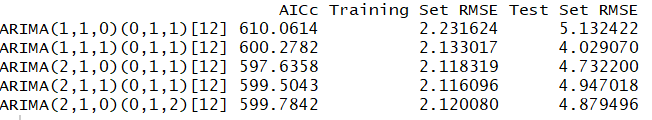 AICc Training Set RMSE Test Set RMSE
ARIMA(1,1,0)(0,1,1)[12] 610.0614 2.231624 5.132422
ARIMA(1,1,1)(0,1,1)[12] 600.2782 2.133017 4.029070
ARIMA(2,1,0)(0,1,1)[12] 597.6358 2.118319 4.732200
ARIMA(2,1,1)(0,1,1)[12] 599.5043 2.116096 4.947018
ARIMA(2,1,0)(0,1,2)[12] 599.7842 2.120080 4.879496